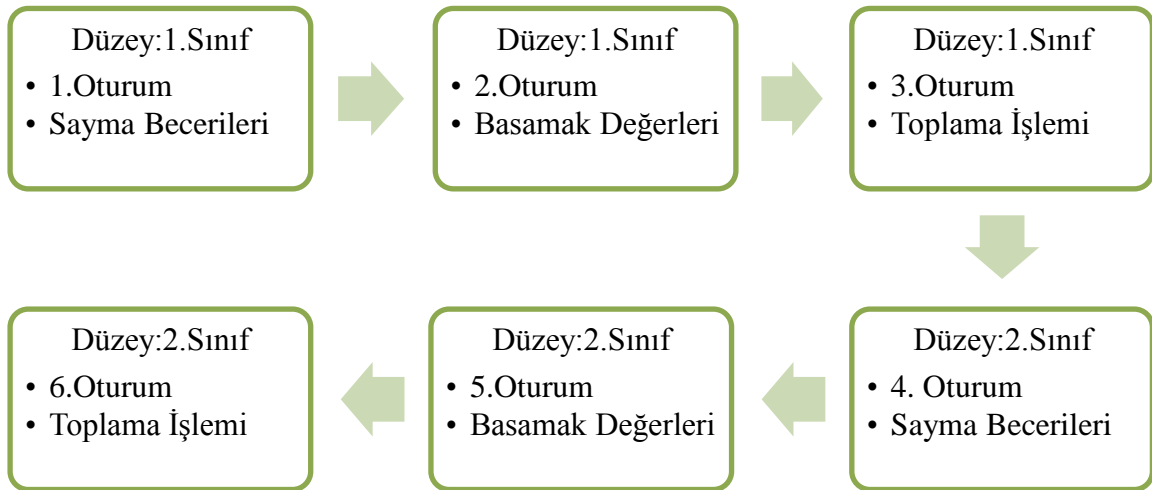 Düzey:1.Sınıf
• 1.Oturum
• Sayma Becerileri
Düzey:1.Sınıf
• 2.Oturum
• Basamak Değerleri
Düzey:1.Sınıf
• 3.Oturum
• Toplama İşlemi
Düzey:2.Sınıf
• 4. Oturum
• Sayma Becerileri
Düzey:2.Sınıf
• 5.Oturum
• Basamak Değerleri
Düzey:2.Sınıf
• 6.Oturum
• Toplama İşlemi